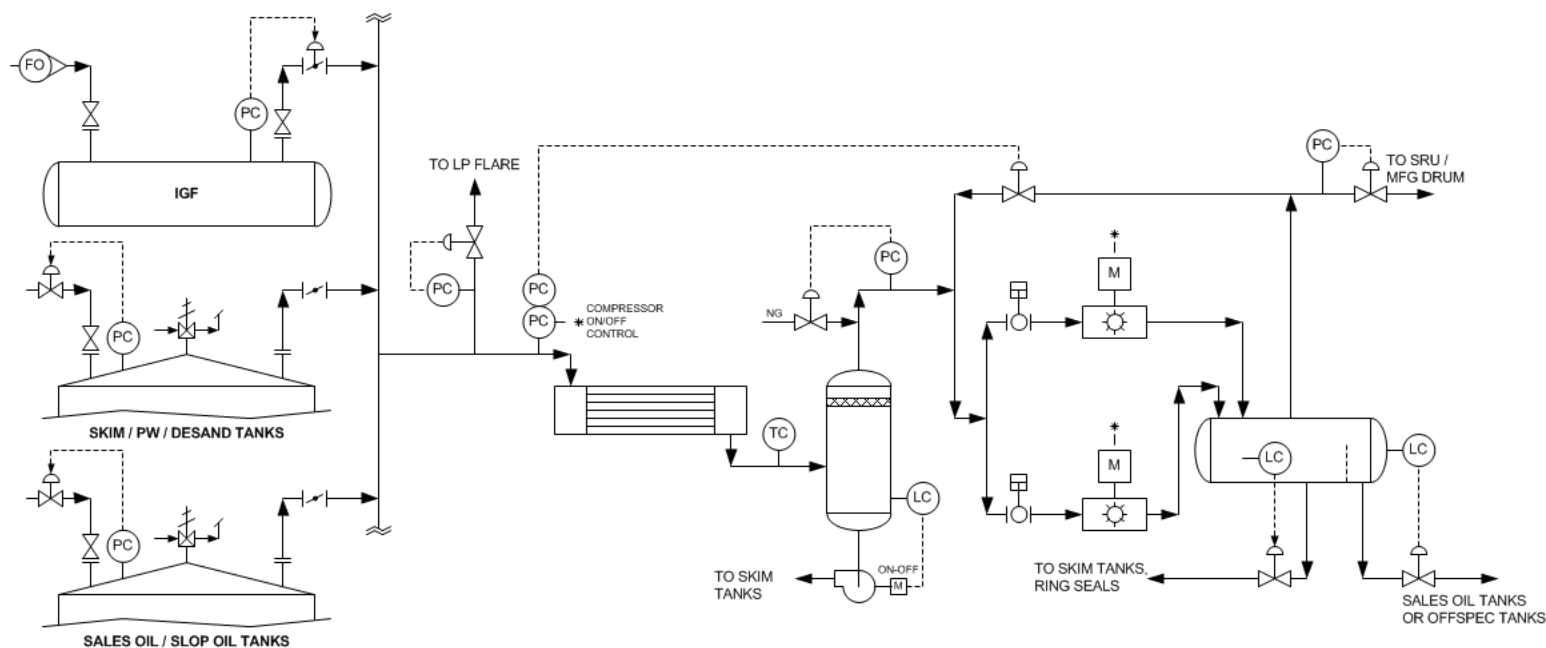 FO
PC
IGF
PC
SKIM / PW / DESAND TANKS
PC
SALES OIL / SLOP OIL TANKS
TO LP FLARE
PC
PC
PC
* COMPRESSOR
ON/OFF
CONTROL
TC
NG
PC
LC
ON-OFF
M
TO SKIM
TANKS
*
M
*
M
PC
TO SRU /
MFG DRUM
LC
LC
TO SKIM TANKS,
RING SEALS
SALES OIL TANKS
OR OFFSPEC TANKS